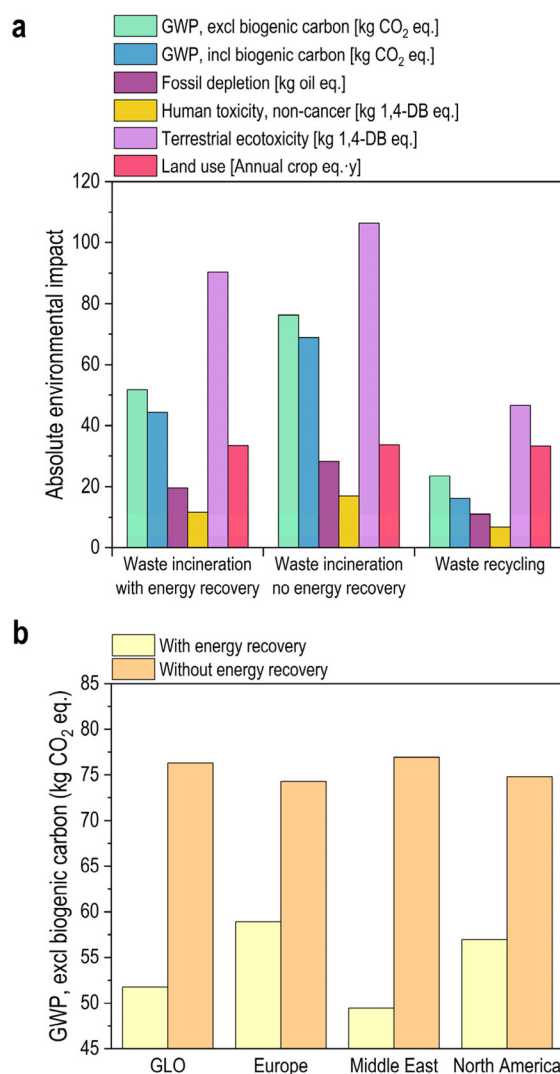 a
GWP, excl biogenic carbon [kg CO₂ eq.]
GWP, incl biogenic carbon [kg CO₂ eq.]
Fossil depletion [kg oil eq.]
Human toxicity, non-cancer [kg 1,4-DB eq.]
Terrestrial ecotoxicity [kg 1,4-DB eq.]
Land use [Annual crop eq.·y]
Absolute environmental impact
120
100
80
60
40
20
0
Waste incineration
with energy recovery
Waste incineration
no energy recovery
Waste recycling
b
With energy recovery
Without energy recovery
GWP, excl biogenic carbon (kg CO₂ eq.)
85
80
75
70
65
60
55
50
45
GLO
Europe
Middle East
North America